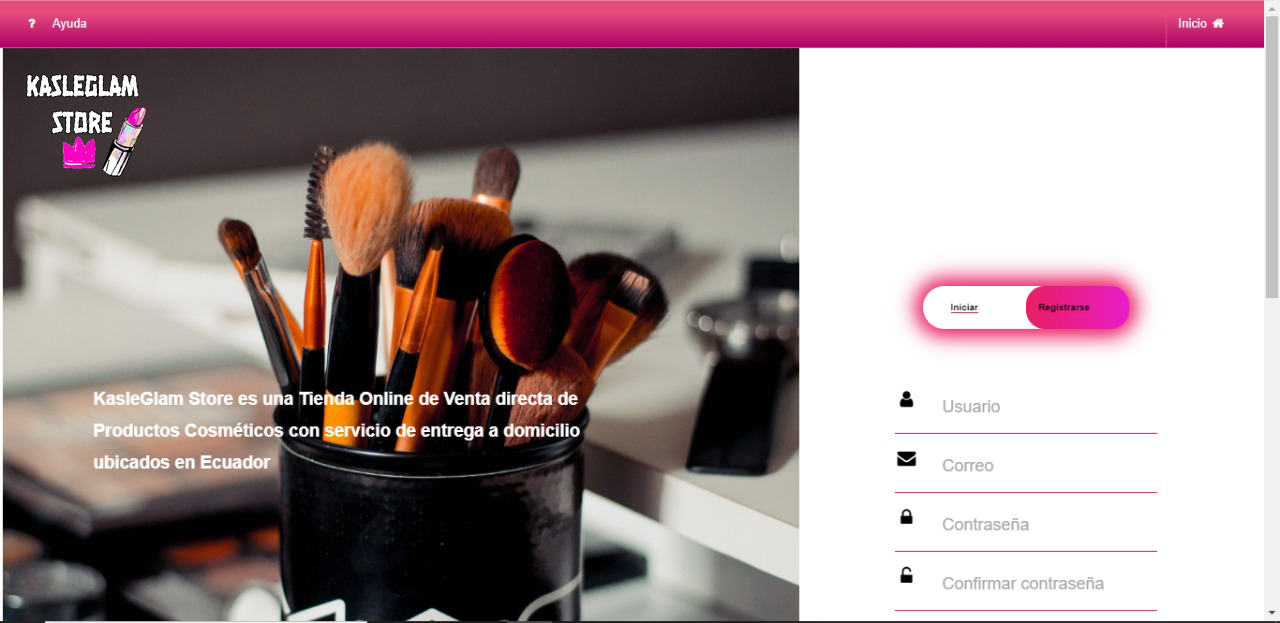 ? Ayuda
Inicio
KASLEGLAM
STORE
KasleGlam Store es una Tienda Online de Venta directa de
Productos Cosméticos con servicio de entrega a domicilio
ubicados en Ecuador
Iniciar
Registrarse
Usuario
Correo
Contraseña
Confirmar contraseña